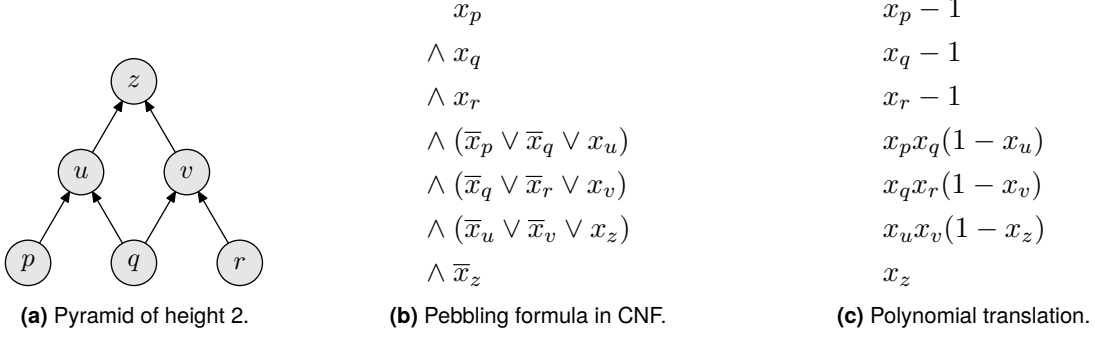 z
u v
p q r
(a) Pyramid of height 2.
x_p
∧ x_q
∧ x_r
∧ (x̅_p ∨ x̅_q ∨ x_u)
∧ (x̅_q ∨ x̅_r ∨ x_v)
∧ (x̅_u ∨ x̅_v ∨ x_z)
∧ x̅_z
(b) Pebbling formula in CNF.
x_p − 1
x_q − 1
x_r − 1
x_p x_q (1 − x_u)
x_q x_r (1 − x_v)
x_u x_v (1 − x_z)
x_z
(c) Polynomial translation.